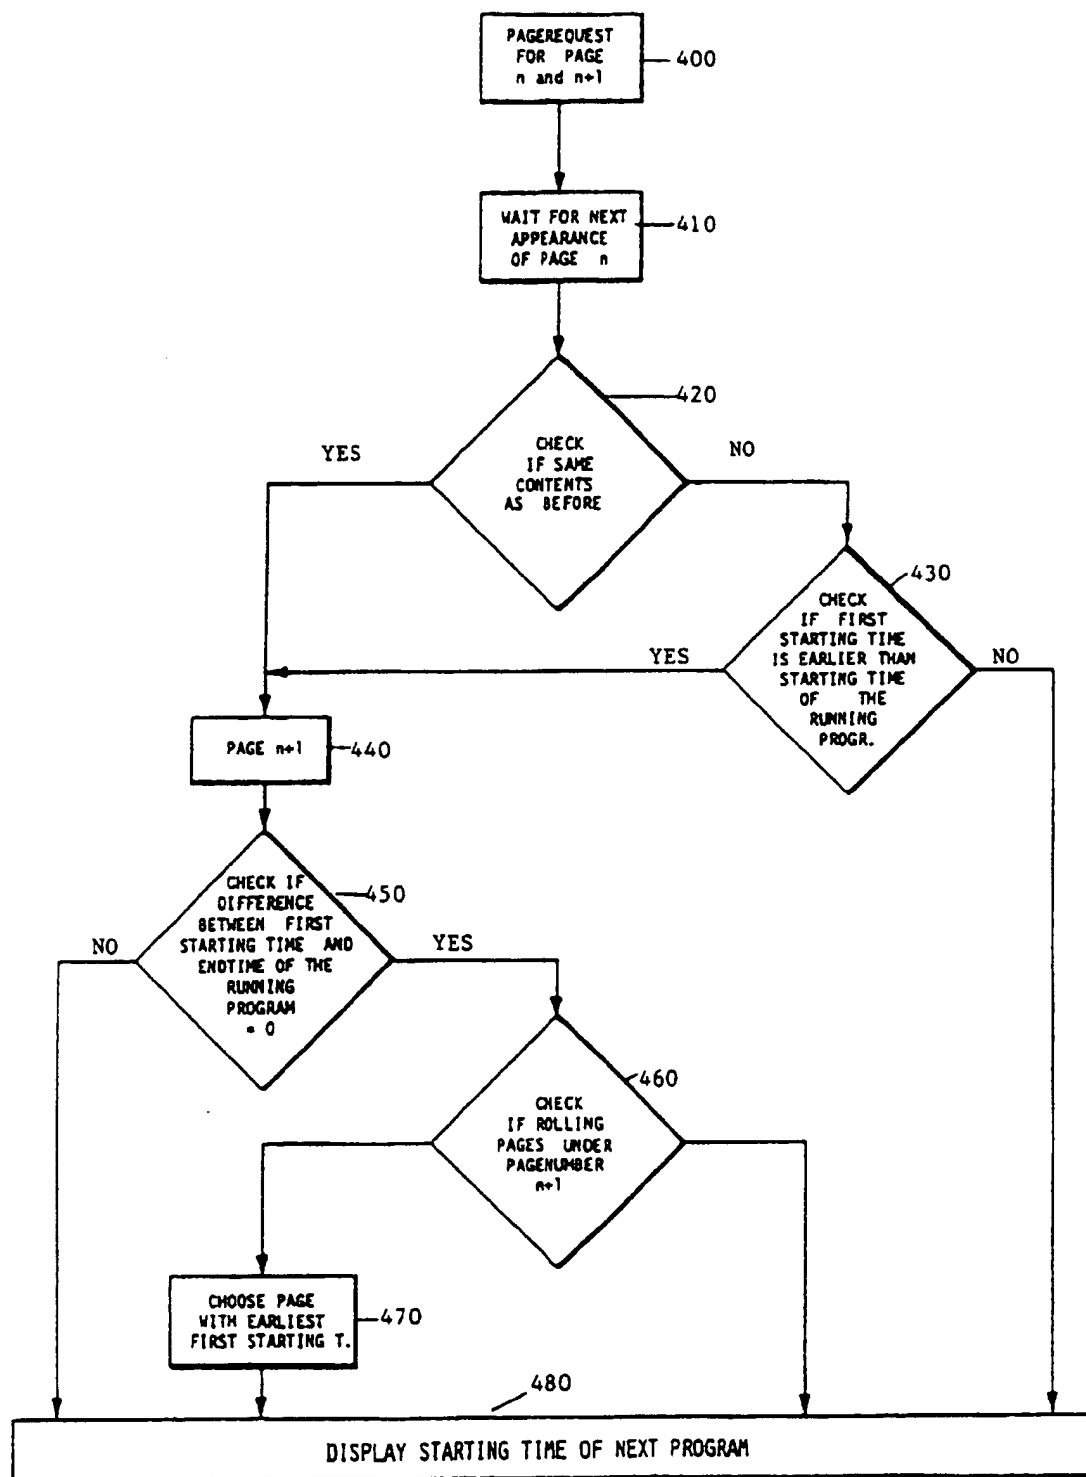 PAGEREQUEST
FOR PAGE
n and n+1
400
WAIT FOR NEXT
APPEARANCE
OF PAGE n
410
420
CHECK
IF SAME
CONTENTS
AS BEFORE
YES
NO
430
CHECK
IF FIRST
STARTING TIME
IS EARLIER THAN
STARTING TIME
OF THE
RUNNING
PROGR.
YES
NO
PAGE n+1
440
450
CHECK IF
DIFFERENCE
BETWEEN FIRST
STARTING TIME AND
ENDTIME OF THE
RUNNING
PROGRAM
= 0
NO
YES
460
CHECK
IF ROLLING
PAGES UNDER
PAGENUMBER
n+1
CHOOSE PAGE
WITH EARLIEST
FIRST STARTING T.
470
480
DISPLAY STARTING TIME OF NEXT PROGRAM